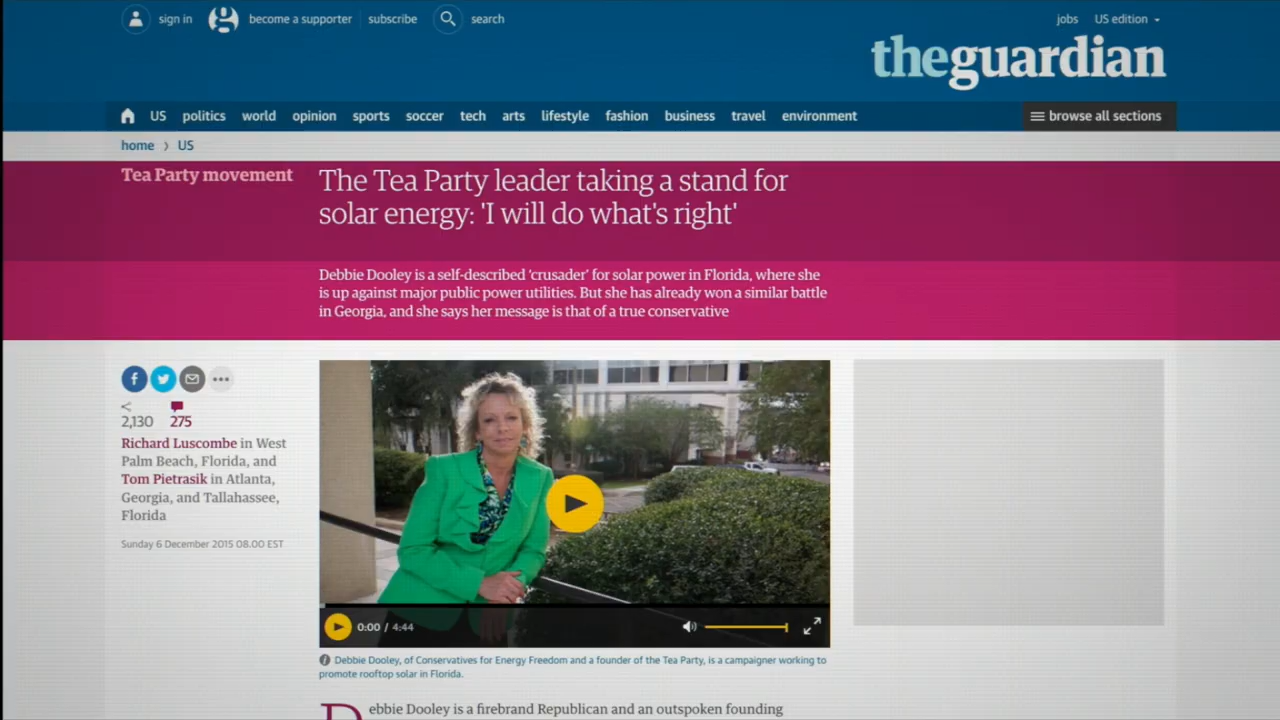 sign in become a supporter subscribe search jobs US edition
theguardian
US politics world opinion sports soccer tech arts lifestyle fashion business travel environment browse all sections
home › US
Tea Party movement
The Tea Party leader taking a stand for
solar energy: 'I will do what's right'
Debbie Dooley is a self-described 'crusader' for solar power in Florida, where she
is up against major public power utilities. But she has already won a similar battle
in Georgia, and she says her message is that of a true conservative
f
2,130 275
Richard Luscombe in West
Palm Beach, Florida, and
Tom Pietrasik in Atlanta,
Georgia, and Tallahassee,
Florida
Sunday 6 December 2015 08.00 EST
0:00 / 4:44
i Debbie Dooley, of Conservatives for Energy Freedom and a founder of the Tea Party, is a campaigner working to
promote rooftop solar in Florida.
Debbie Dooley is a firebrand Republican and an outspoken founding